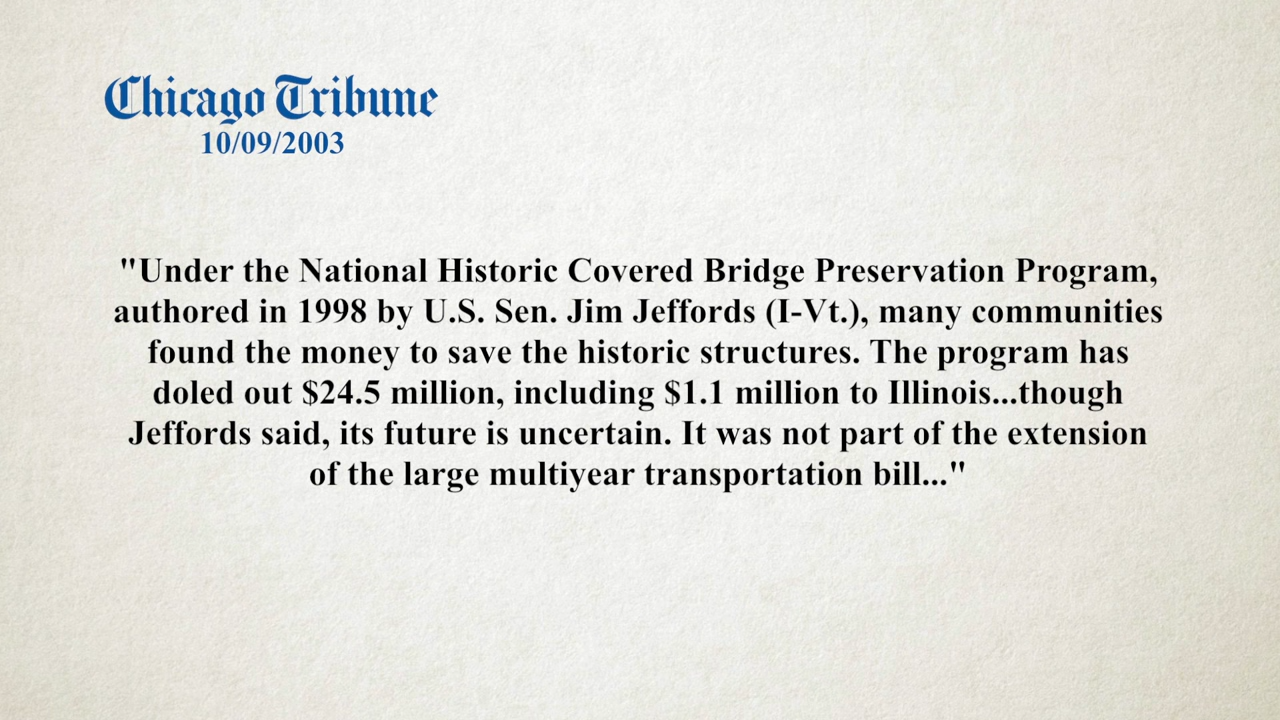 Chicago Tribune
10/09/2003
"Under the National Historic Covered Bridge Preservation Program,
authored in 1998 by U.S. Sen. Jim Jeffords (I-Vt.), many communities
found the money to save the historic structures. The program has
doled out $24.5 million, including $1.1 million to Illinois...though
Jeffords said, its future is uncertain. It was not part of the extension
of the large multiyear transportation bill..."